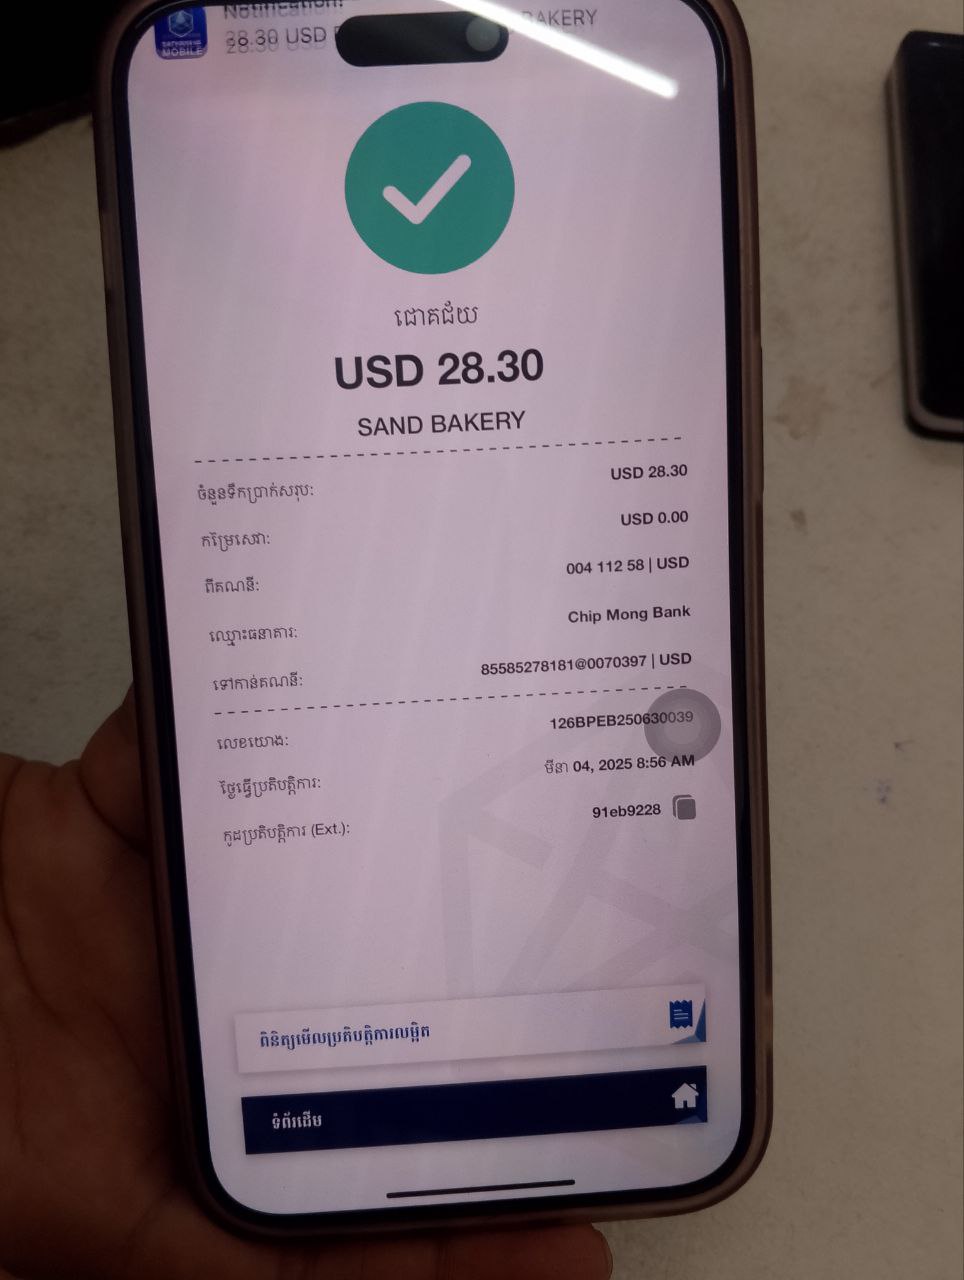 Notification!
MOBILE
28.30 USD
BAKERY
ជោគជ័យ
USD 28.30
SAND BAKERY
ចំនួនទឹកប្រាក់សរុប: USD 28.30
កម្រៃសេវា: USD 0.00
ពីគណនី: 004 112 58 | USD
ឈ្មោះធនាគារ: Chip Mong Bank
ទៅកាន់គណនី: 85585278181@0070397 | USD
លេខយោង: 126BPEB250630039
ថ្ងៃធ្វើប្រតិបត្តិការ: មីនា 04, 2025 8:56 AM
កូដប្រតិបត្តិការ (Ext.): 91eb9228
ពិនិត្យមើលប្រតិបត្តិការលម្អិត
ទំព័រដើម